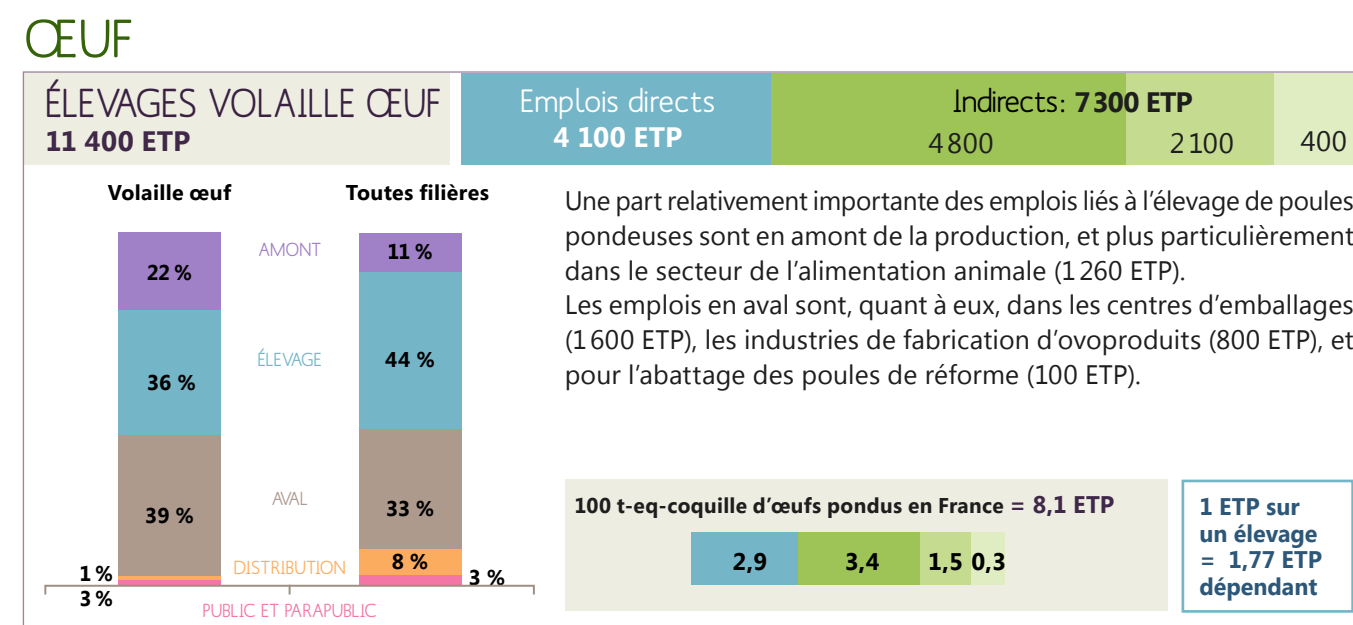 ŒUF
ÉLEVAGES VOLAILLE ŒUF
11 400 ETP
Emplois directs
4 100 ETP
Indirects: 7 300 ETP
4 800 2 100 400
Volaille œuf Toutes filières
AMONT
22 % 11 %
ÉLEVAGE
36 % 44 %
AVAL
39 % 33 %
DISTRIBUTION
1 % 8 %
3 % 3 %
PUBLIC ET PARAPUBLIC
Une part relativement importante des emplois liés à l’élevage de poules
pondeuses sont en amont de la production, et plus particulièrement
dans le secteur de l’alimentation animale (1 260 ETP).
Les emplois en aval sont, quant à eux, dans les centres d’emballages
(1 600 ETP), les industries de fabrication d’ovoproduits (800 ETP), et
pour l’abattage des poules de réforme (100 ETP).
100 t-eq-coquille d’œufs pondus en France = 8,1 ETP
2,9 3,4 1,5 0,3
1 ETP sur
un élevage
= 1,77 ETP
dépendant